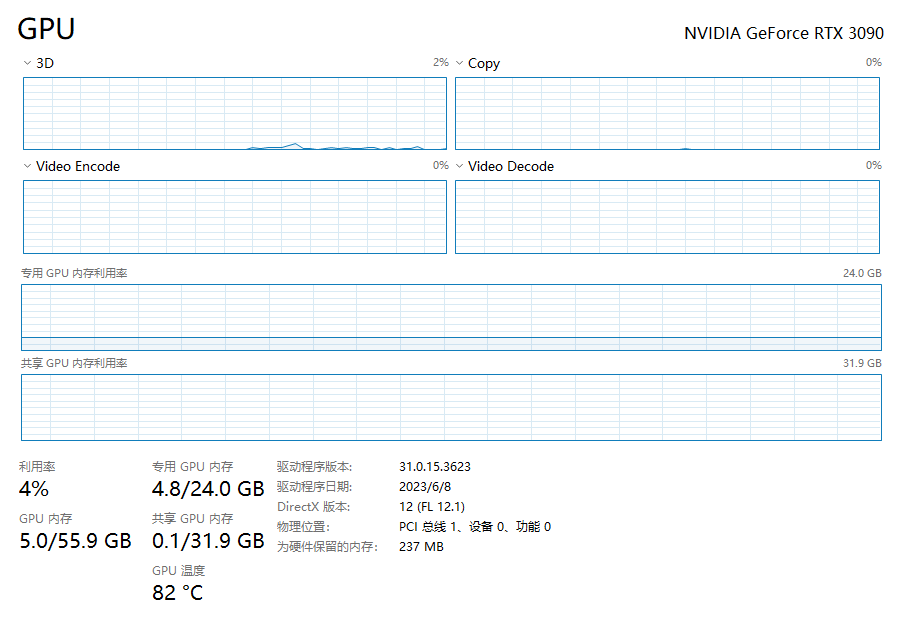 GPU NVIDIA GeForce RTX 3090
3D 2% Copy 0%
Video Encode 0% Video Decode 0%
专用 GPU 内存利用率 24.0 GB
共享 GPU 内存利用率 31.9 GB
利用率 专用 GPU 内存 驱动程序版本: 31.0.15.3623
4% 4.8/24.0 GB 驱动程序日期: 2023/6/8
DirectX 版本: 12 (FL 12.1)
GPU 内存 共享 GPU 内存 物理位置: PCI 总线 1、设备 0、功能 0
5.0/55.9 GB 0.1/31.9 GB 为硬件保留的内存: 237 MB
GPU 温度
82 °C